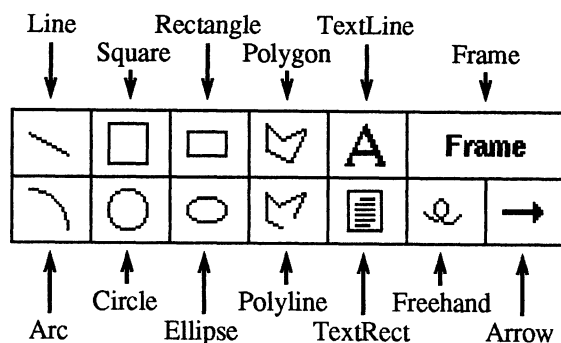 Line Rectangle TextLine
Square Polygon Frame
A Frame
Circle Polyline Freehand
Arc Ellipse TextRect Arrow